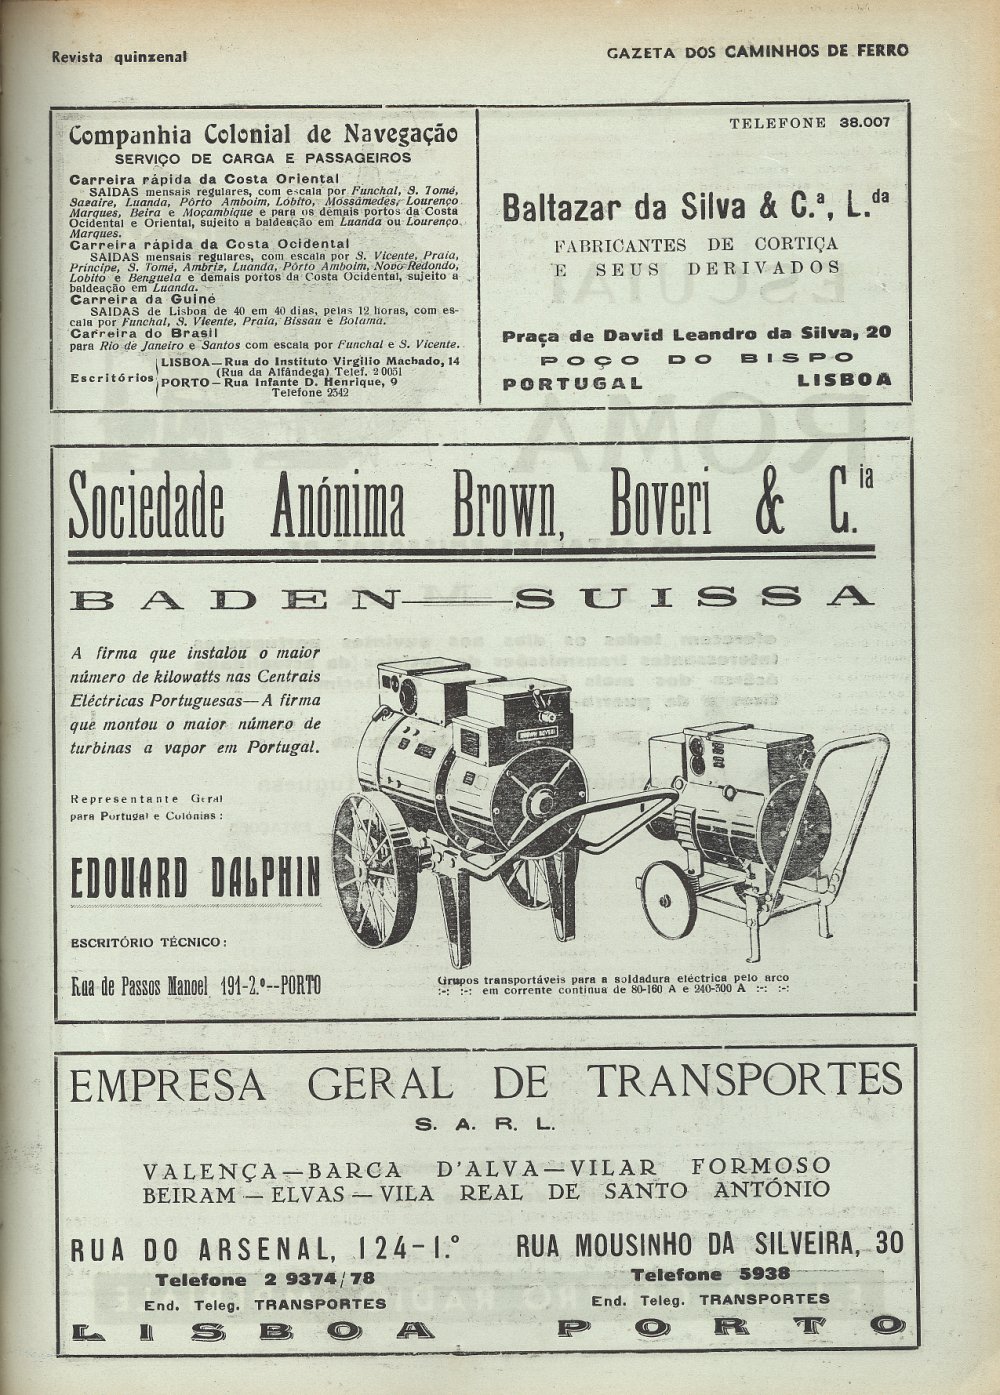 Revista quinzenal
GAZETA DOS CAMINHOS DE FERRO
Companhia Colonial de Navegação
SERVIÇO DE CARGA E PASSAGEIROS
Carreira rápida da Costa Oriental
SAIDAS mensais regulares, com escala por Funchal, S. Tomé,
Sazaire, Luanda, Pôrto Amboim, Lobito, Mossâmedes, Lourenço
Marques, Beira e Moçambique e para os demais portos da Costa
Ocidental e Oriental, sujeito a baldeação em Luanda ou Lourenço
Marques.
Carreira rápida da Costa Ocidental
SAIDAS mensais regulares, com escala por S. Vicente, Praia,
Príncipe, S. Tomé, Ambriz, Luanda, Pôrto Amboim, Novo-Redondo,
Lobito e Benguela e demais portos da Costa Ocidental, sujeito a
baldeação em Luanda.
Carreira da Guiné
SAIDAS de Lisboa de 40 em 40 dias, pelas 12 horas, com es-
cala por Funchal, S. Vicente, Praia, Bissau e Bolama.
Carreira do Brasil
para Rio de Janeiro e Santos com escala por Funchal e S. Vicente.
Escritórios
LISBOA—Rua do Instituto Virgílio Machado, 14
(Rua da Alfândega) Telef. 2 0051
PORTO—Rua Infante D. Henrique, 9
Telefone 2342
TELEFONE 38.007
Baltazar da Silva & C.ª, L.da
FABRICANTES DE CORTIÇA
E SEUS DERIVADOS
Praça de David Leandro da Silva, 20
POÇO DO BISPO
PORTUGAL LISBOA
Sociedade Anónima Brown, Boveri & C.ia
BADEN—SUISSA
A firma que instalou o maior
número de kilowatts nas Centrais
Eléctricas Portuguesas—A firma
que montou o maior número de
turbinas a vapor em Portugal.
Representante Geral
para Portugal e Colónias:
EDOUARD DALPHIN
ESCRITÓRIO TÉCNICO:
Rua de Passos Manoel 191-2.º--PORTO
BROWN BOVERI
Grupos transportáveis para a soldadura eléctrica pelo arco
:-: :-: em corrente contínua de 80-160 A e 240-300 A :-: :-:
EMPRESA GERAL DE TRANSPORTES
S. A. R. L.
VALENÇA—BARCA D'ALVA—VILAR FORMOSO
BEIRAM — ELVAS — VILA REAL DE SANTO ANTÓNIO
RUA DO ARSENAL, 124-1.º
Telefone 2 9374/78
End. Teleg. TRANSPORTES
LISBOA
RUA MOUSINHO DA SILVEIRA, 30
Telefone 5938
End. Teleg. TRANSPORTES
PORTO